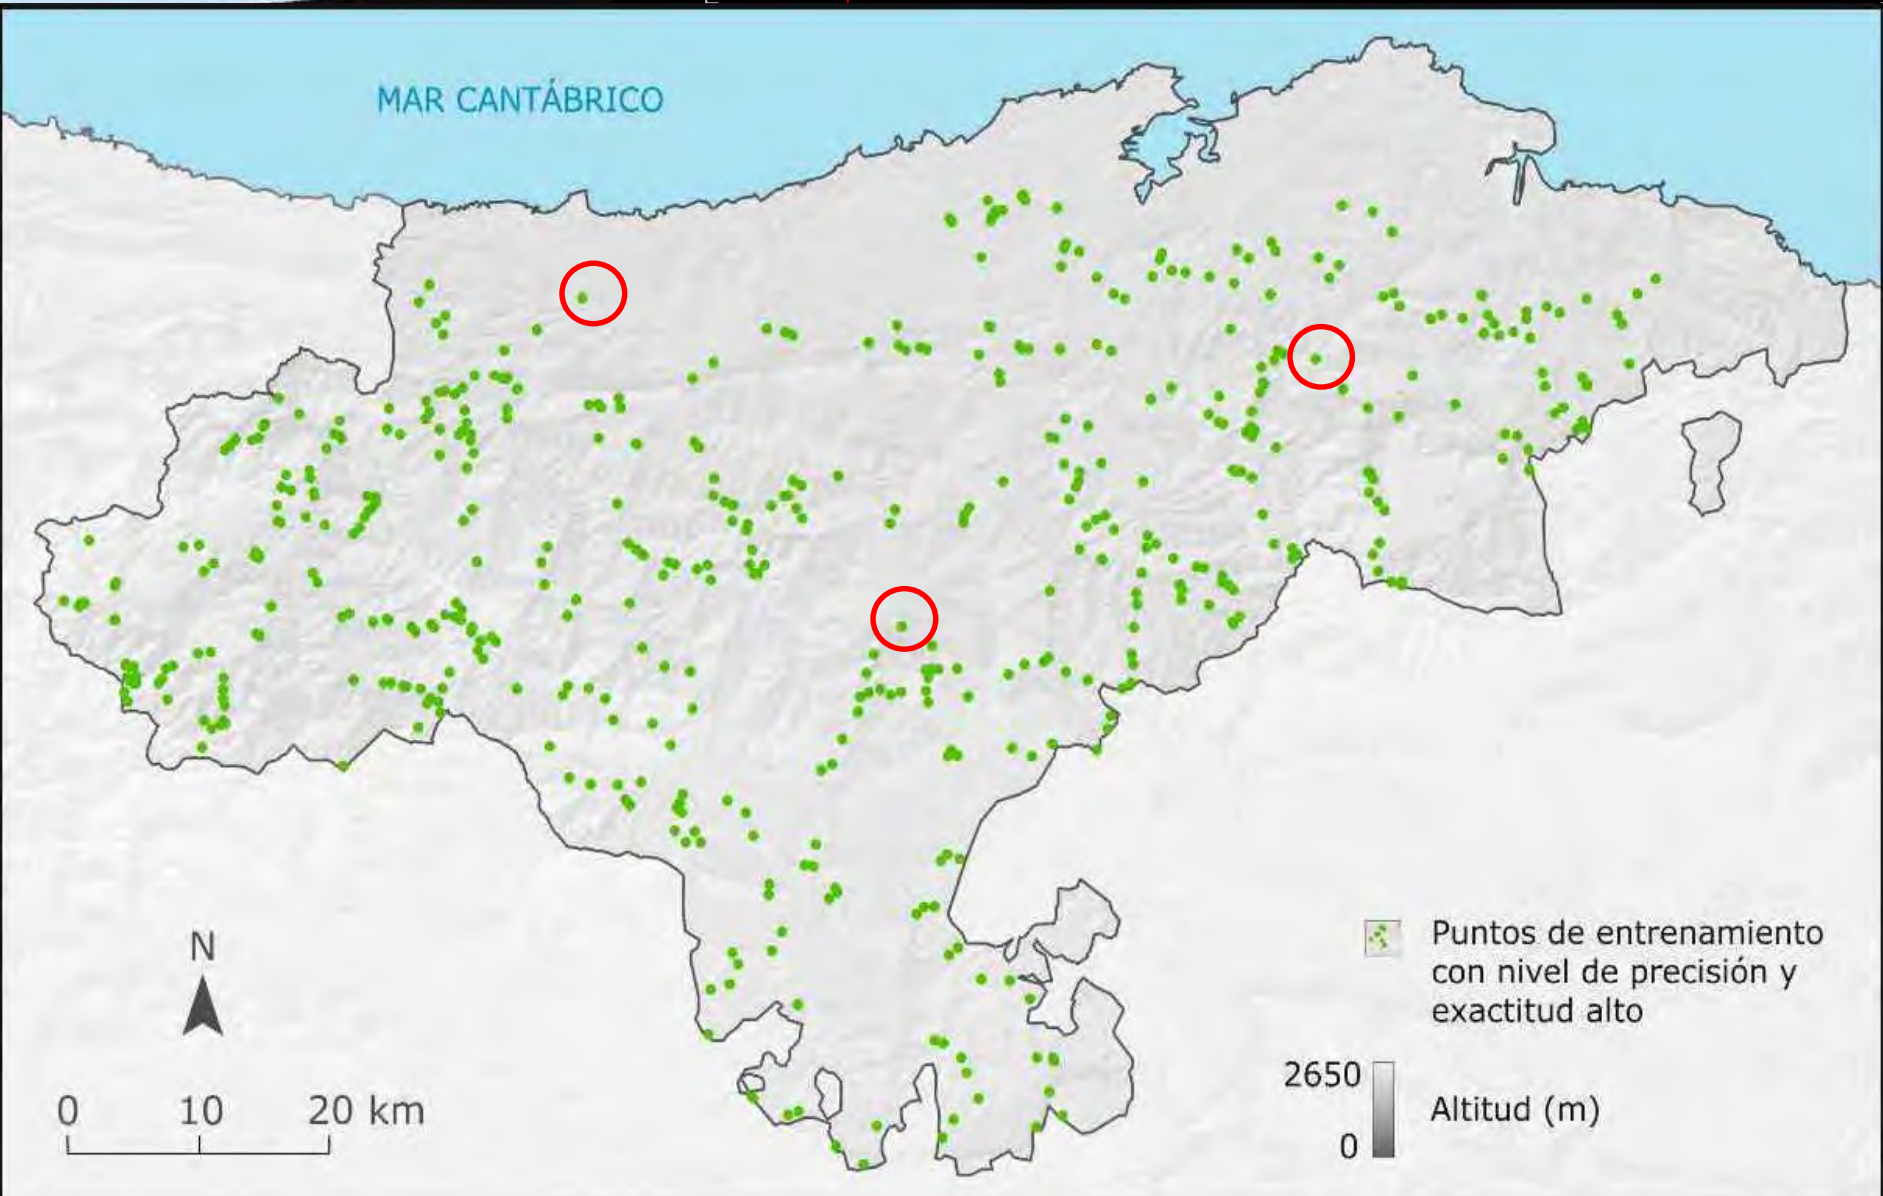 MAR CANTÁBRICO
Puntos de entrenamiento
con nivel de precisión y
exactitud alto
N
0 10 20 km
2650
Altitud (m)
0